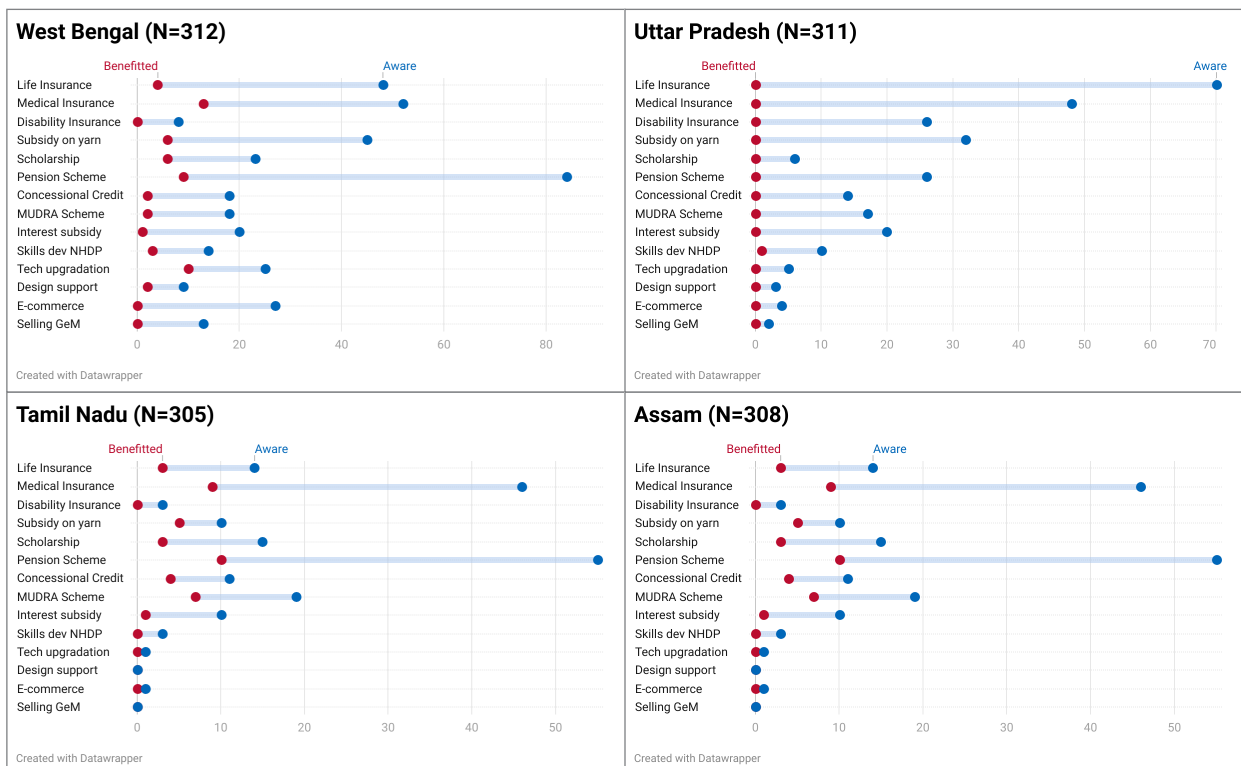 West Bengal (N=312)
Benefitted Aware
Life Insurance
Medical Insurance
Disability Insurance
Subsidy on yarn
Scholarship
Pension Scheme
Concessional Credit
MUDRA Scheme
Interest subsidy
Skills dev NHDP
Tech upgradation
Design support
E-commerce
Selling GeM
0 20 40 60 80
Created with Datawrapper
Uttar Pradesh (N=311)
Benefitted Aware
Life Insurance
Medical Insurance
Disability Insurance
Subsidy on yarn
Scholarship
Pension Scheme
Concessional Credit
MUDRA Scheme
Interest subsidy
Skills dev NHDP
Tech upgradation
Design support
E-commerce
Selling GeM
0 10 20 30 40 50 60 70
Created with Datawrapper
Tamil Nadu (N=305)
Benefitted Aware
Life Insurance
Medical Insurance
Disability Insurance
Subsidy on yarn
Scholarship
Pension Scheme
Concessional Credit
MUDRA Scheme
Interest subsidy
Skills dev NHDP
Tech upgradation
Design support
E-commerce
Selling GeM
0 10 20 30 40 50
Created with Datawrapper
Assam (N=308)
Benefitted Aware
Life Insurance
Medical Insurance
Disability Insurance
Subsidy on yarn
Scholarship
Pension Scheme
Concessional Credit
MUDRA Scheme
Interest subsidy
Skills dev NHDP
Tech upgradation
Design support
E-commerce
Selling GeM
0 10 20 30 40 50
Created with Datawrapper